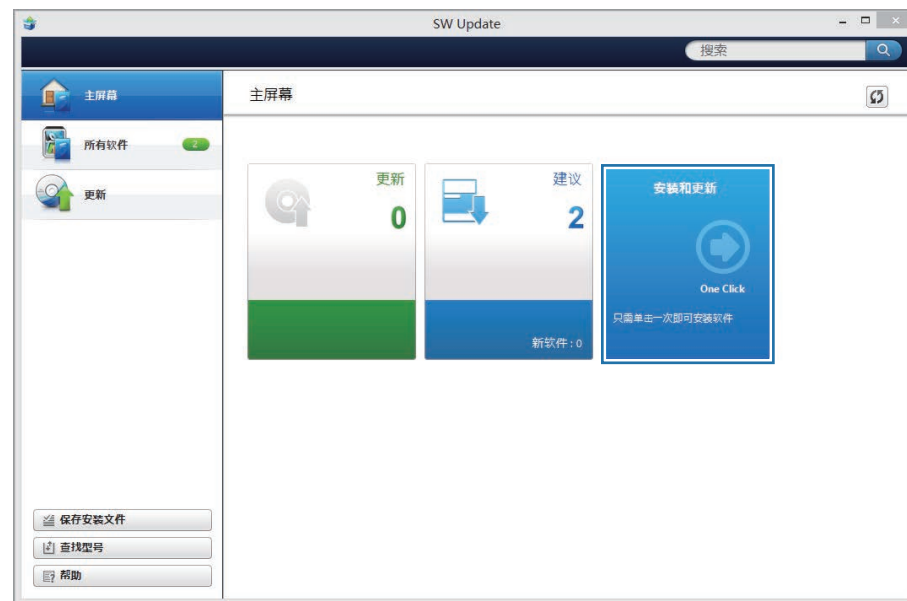 SW Update
搜索
主屏幕
主屏幕
所有软件
2
更新
更新
0
建议
2
新软件 : 0
安装和更新
One Click
只需单击一次即可安装软件
保存安装文件
查找型号
帮助